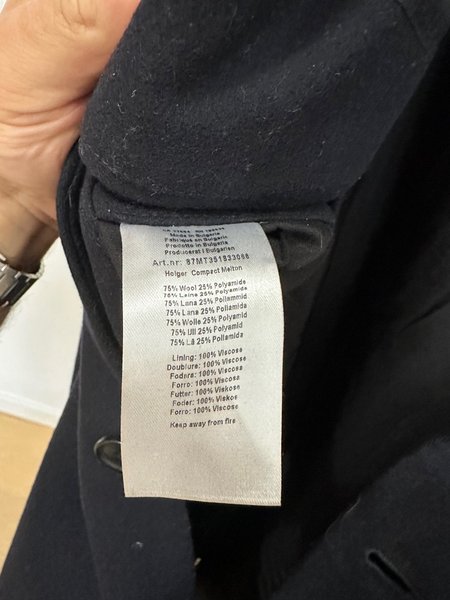 Made in Bulgaria
Fabriqué en Bulgarie
Prodotto in Bulgaria
Producerat i Bulgarien
Art.nr: 87MT351833088
Holger Compact Melton
75% Wool 25% Polyamide
75% Laine 25% Polyamide
75% Lana 25% Poliammid
75% Lana 25% Poliamida
75% Wolle 25% Polyamid
75% Ull 25% Polyamid
75% Lã 25% Poliamida
Lining: 100% Viscose
Doublure: 100% Viscose
Fodera: 100% Viscosa
Forro: 100% Viscosa
Futter: 100% Viskose
Foder: 100% Viskos
Forro: 100% Viscose
Keep away from fire